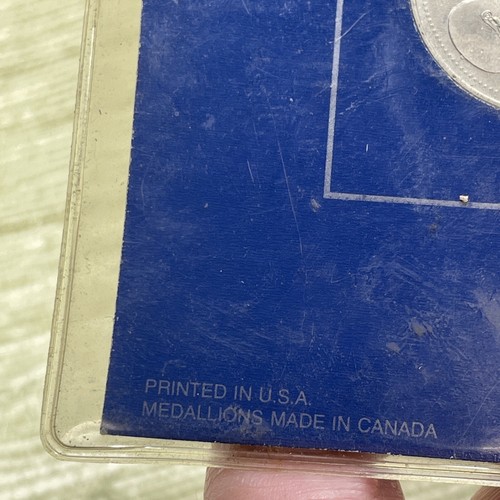 PRINTED IN U.S.A.
MEDALLIONS MADE IN CANADA